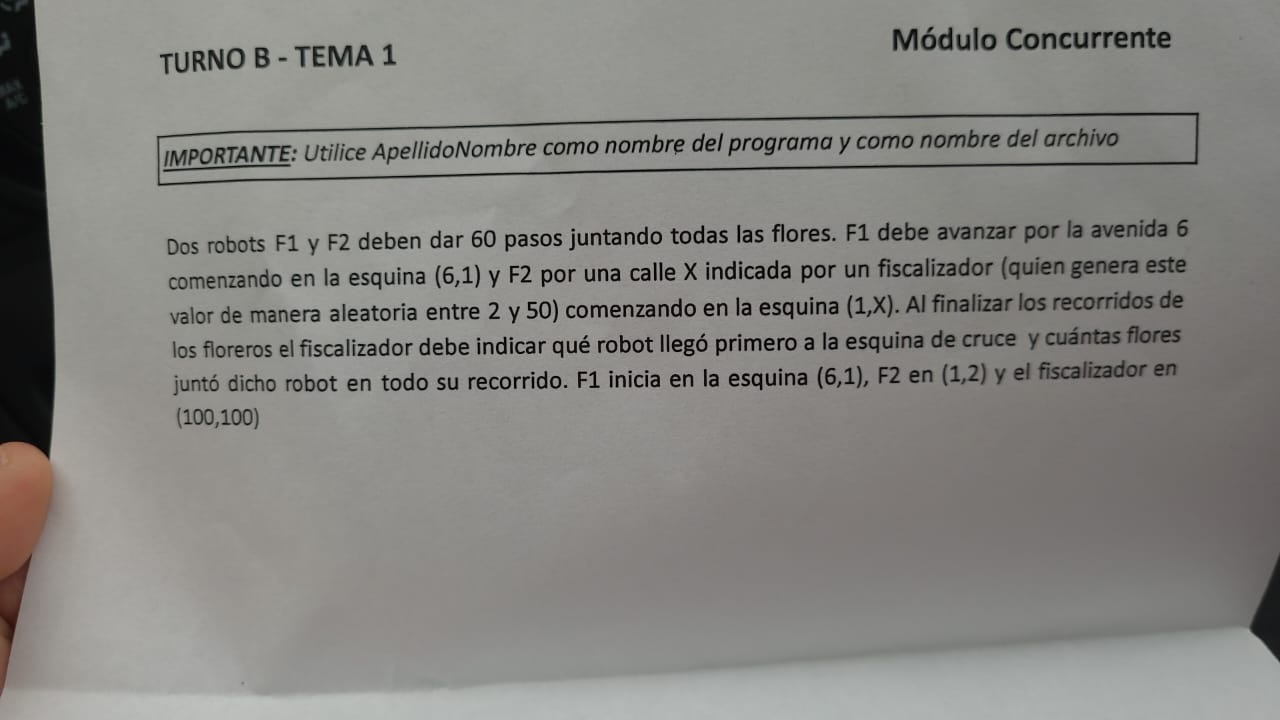 TURNO B - TEMA 1
Módulo Concurrente
IMPORTANTE: Utilice ApellidoNombre como nombre del programa y como nombre del archivo
Dos robots F1 y F2 deben dar 60 pasos juntando todas las flores. F1 debe avanzar por la avenida 6
comenzando en la esquina (6,1) y F2 por una calle X indicada por un fiscalizador (quien genera este
valor de manera aleatoria entre 2 y 50) comenzando en la esquina (1,X). Al finalizar los recorridos de
los floreros el fiscalizador debe indicar qué robot llegó primero a la esquina de cruce y cuántas flores
juntó dicho robot en todo su recorrido. F1 inicia en la esquina (6,1), F2 en (1,2) y el fiscalizador en
(100,100)